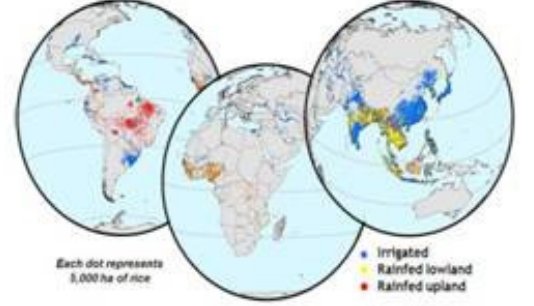 Each dot represents
5,000 ha of rice
Irrigated
Rainfed lowland
Rainfed upland